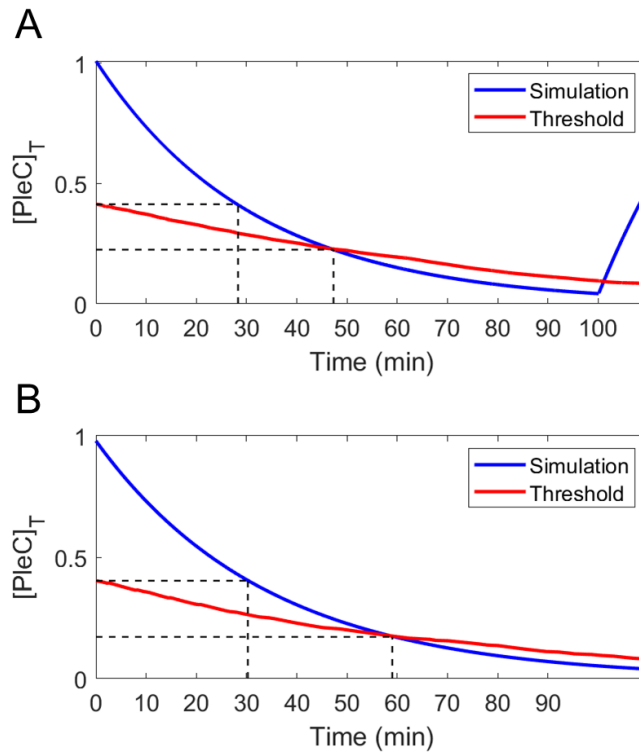 A
1
0.5
0
[PleC]T
Simulation
Threshold
0 10 20 30 40 50 60 70 80 90 100
Time (min)
B
1
0.5
0
[PleC]T
Simulation
Threshold
0 10 20 30 40 50 60 70 80 90
Time (min)